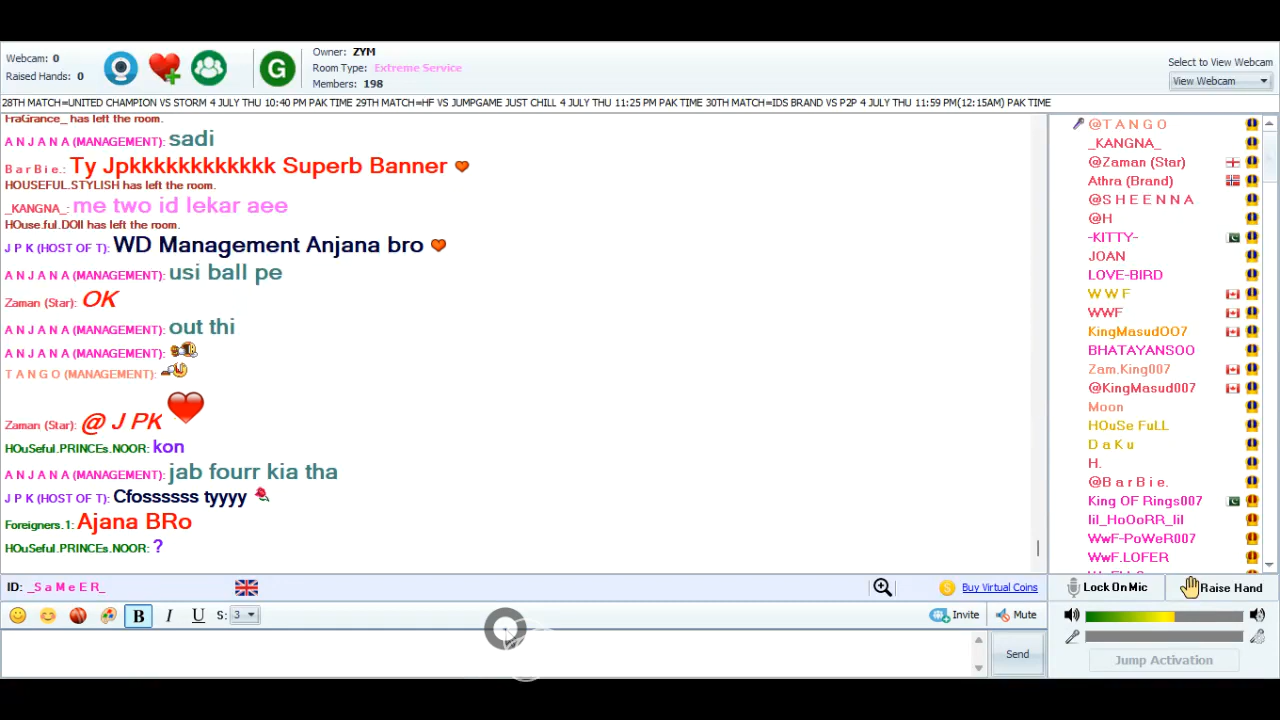 Webcam: 0
Raised Hands: 0
G
Owner: ZYM
Room Type: Extreme Service
Members: 198
Select to View Webcam
View Webcam
28TH MATCH=UNITED CHAMPION VS STORM 4 JULY THU 10:40 PM PAK TIME 29TH MATCH=HF VS JUMPGAME JUST CHILL 4 JULY THU 11:25 PM PAK TIME 30TH MATCH=IDS BRAND VS P2P 4 JULY PM 11:59 PM(12:15AM) PAK TIME
FraGrance_ has left the room.
A N J A N A (MANAGEMENT): sadi
B a r B i e.: Ty Jpkkkkkkkkkkk Superb Banner
HOUSEFUL.STYLISH has left the room.
_KANGNA_: me two id lekar aee
HOuse.ful.DOll has left the room.
J P K (HOST OF T): WD Management Anjana bro
A N J A N A (MANAGEMENT): usi ball pe
Zaman (Star): OK
A N J A N A (MANAGEMENT): out thi
A N J A N A (MANAGEMENT):
T A N G O (MANAGEMENT):
Zaman (Star): @ J PK
HOuSeful.PRINCEs.NOOR: kon
A N J A N A (MANAGEMENT): jab fourr kia tha
J P K (HOST OF T): Cfossssss tyyyy
Foreigners.1: Ajana BRo
HOuSeful.PRINCEs.NOOR: ?
@T A N G O
_KANGNA_
@Zaman (Star)
Athra (Brand)
@S H E E N N A
@H
-KITTY-
JOAN
LOVE-BIRD
W W F
WWF
KingMasudOO7
BHATAYANSOO
Zam.King007
@KingMasud007
Moon
HOuSe FuLL
D a K u
H.
@B a r B i e.
King OF Rings007
lil_HoOoRR_lil
WwF-PoWeR007
WwF.LOFER
ID: _S a M e E R_
Buy Virtual Coins
Lock On Mic
Raise Hand
B I U S: 3
Invite
Mute
Send
Jump Activation